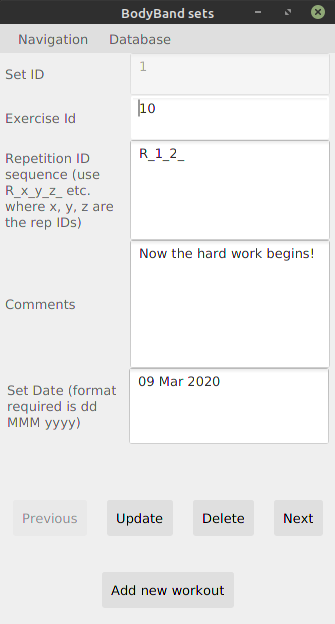 BodyBand sets
Navigation Database
Set ID
1
Exercise Id
10
Repetition ID
sequence (use
R_x_y_z_ etc.
where x, y, z are
the rep IDs)
R_1_2_
Comments
Now the hard work begins!
Set Date (format
required is dd
MMM yyyy)
09 Mar 2020
Previous Update Delete Next
Add new workout